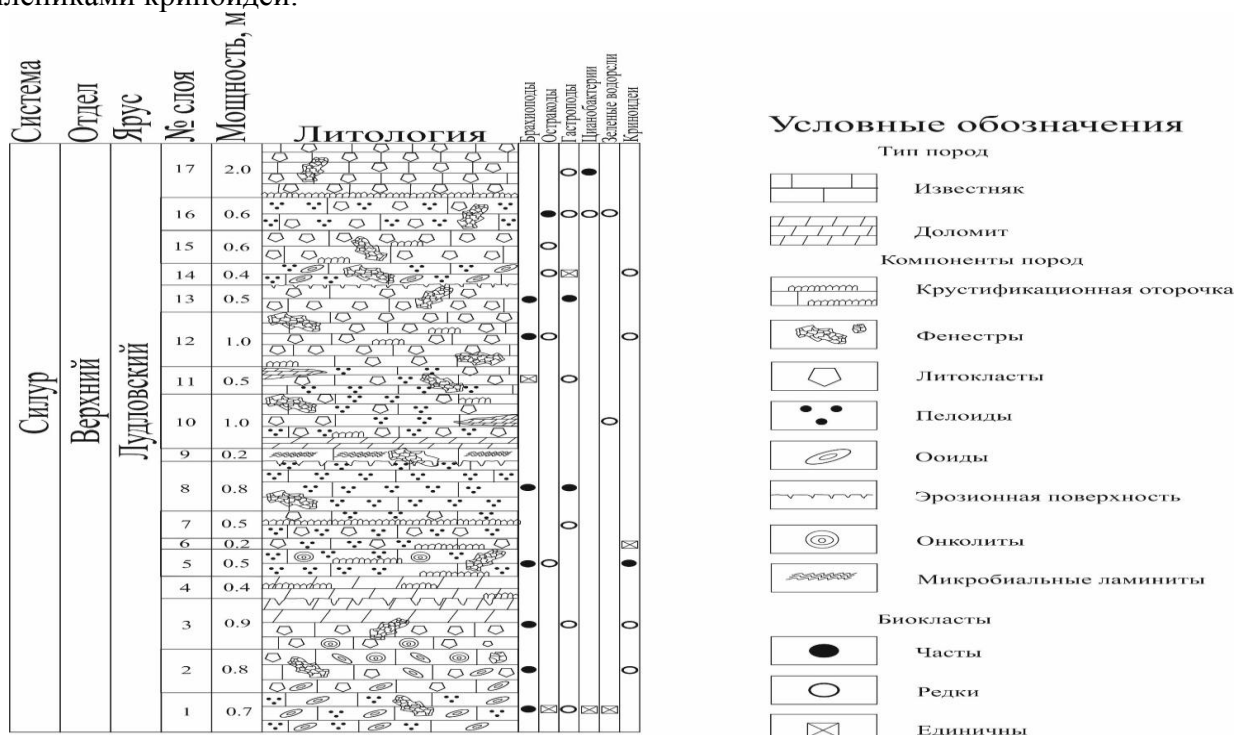 члениками криноидей.
Система
Отдел
Ярус
№ слоя
Мощность, м
Литология
Брахиоподы
Остракоды
Гастроподы
Цианобактерии
Зеленые водоросли
Криноидеи
Силур
Верхний
Лудловский
17 2.0
16 0.6
15 0.6
14 0.4
13 0.5
12 1.0
11 0.5
10 1.0
9 0.2
8 0.8
7 0.5
6 0.2
5 0.5
4 0.4
3 0.9
2 0.8
1 0.7
Условные обозначения
Тип пород
Известняк
Доломит
Компоненты пород
Крустификационная оторочка
Фенестры
Литокласты
Пелоиды
Ооиды
Эрозионная поверхность
Онколиты
Микробиальные ламиниты
Биокласты
Часты
Редки
Единичны